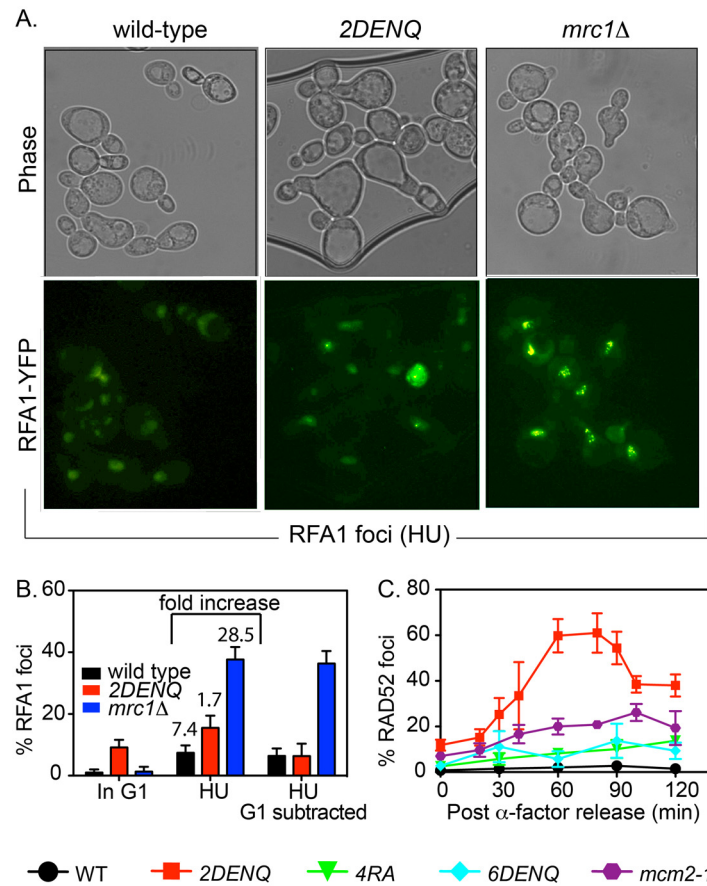 A.
wild-type 2DENQ mrc1Δ
Phase
RFA1-YFP
RFA1 foci (HU)
B.
% RFA1 foci
60
40
20
0
fold increase
wild type
2DENQ
mrc1Δ
7.4 1.7 28.5
In G1 HU HU
G1 subtracted
C.
% RAD52 foci
80
60
40
20
0
0 30 60 90 120
Post α-factor release (min)
WT 2DENQ 4RA 6DENQ mcm2-1